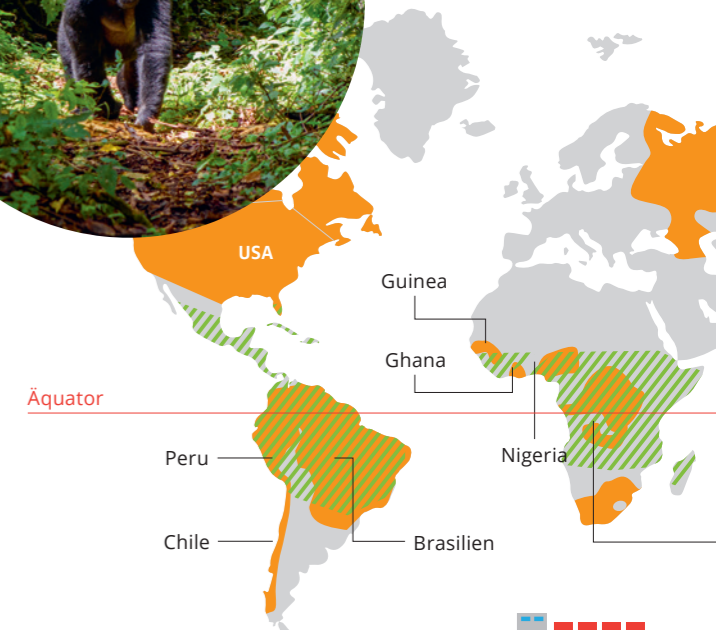 USA
Guinea
Ghana
Äquator
Nigeria
Peru
Chile
Brasilien